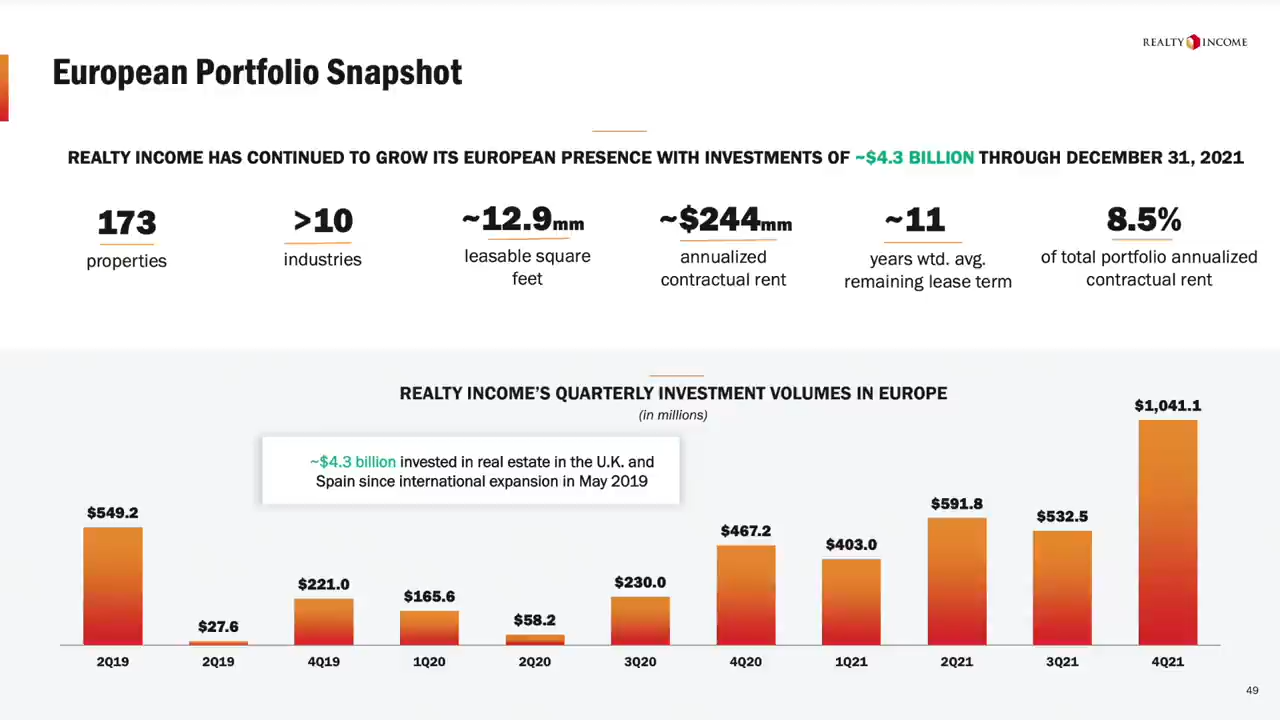 REALTY INCOME
European Portfolio Snapshot
REALTY INCOME HAS CONTINUED TO GROW ITS EUROPEAN PRESENCE WITH INVESTMENTS OF ~$4.3 BILLION THROUGH DECEMBER 31, 2021
173
properties
>10
industries
~12.9mm
leasable square
feet
~$244mm
annualized
contractual rent
~11
years wtd. avg.
remaining lease term
8.5%
of total portfolio annualized
contractual rent
REALTY INCOME'S QUARTERLY INVESTMENT VOLUMES IN EUROPE
(in millions)
~$4.3 billion invested in real estate in the U.K. and
Spain since international expansion in May 2019
$549.2
$27.6
$221.0
$165.6
$58.2
$230.0
$467.2
$403.0
$591.8
$532.5
$1,041.1
2Q19
2Q19
4Q19
1Q20
2Q20
3Q20
4Q20
1Q21
2Q21
3Q21
4Q21
49